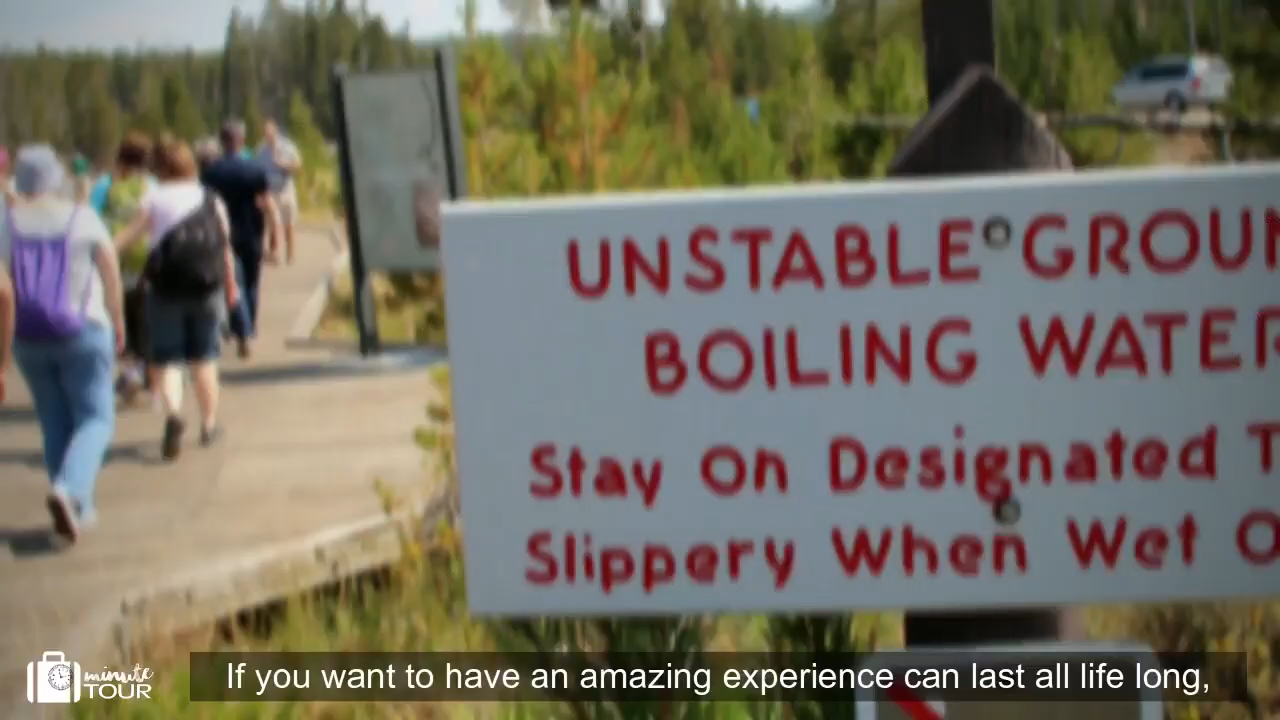 UNSTABLE GROUN
BOILING WATER
Stay On Designated T
Slippery When Wet O
minute
TOUR
If you want to have an amazing experience can last all life long,